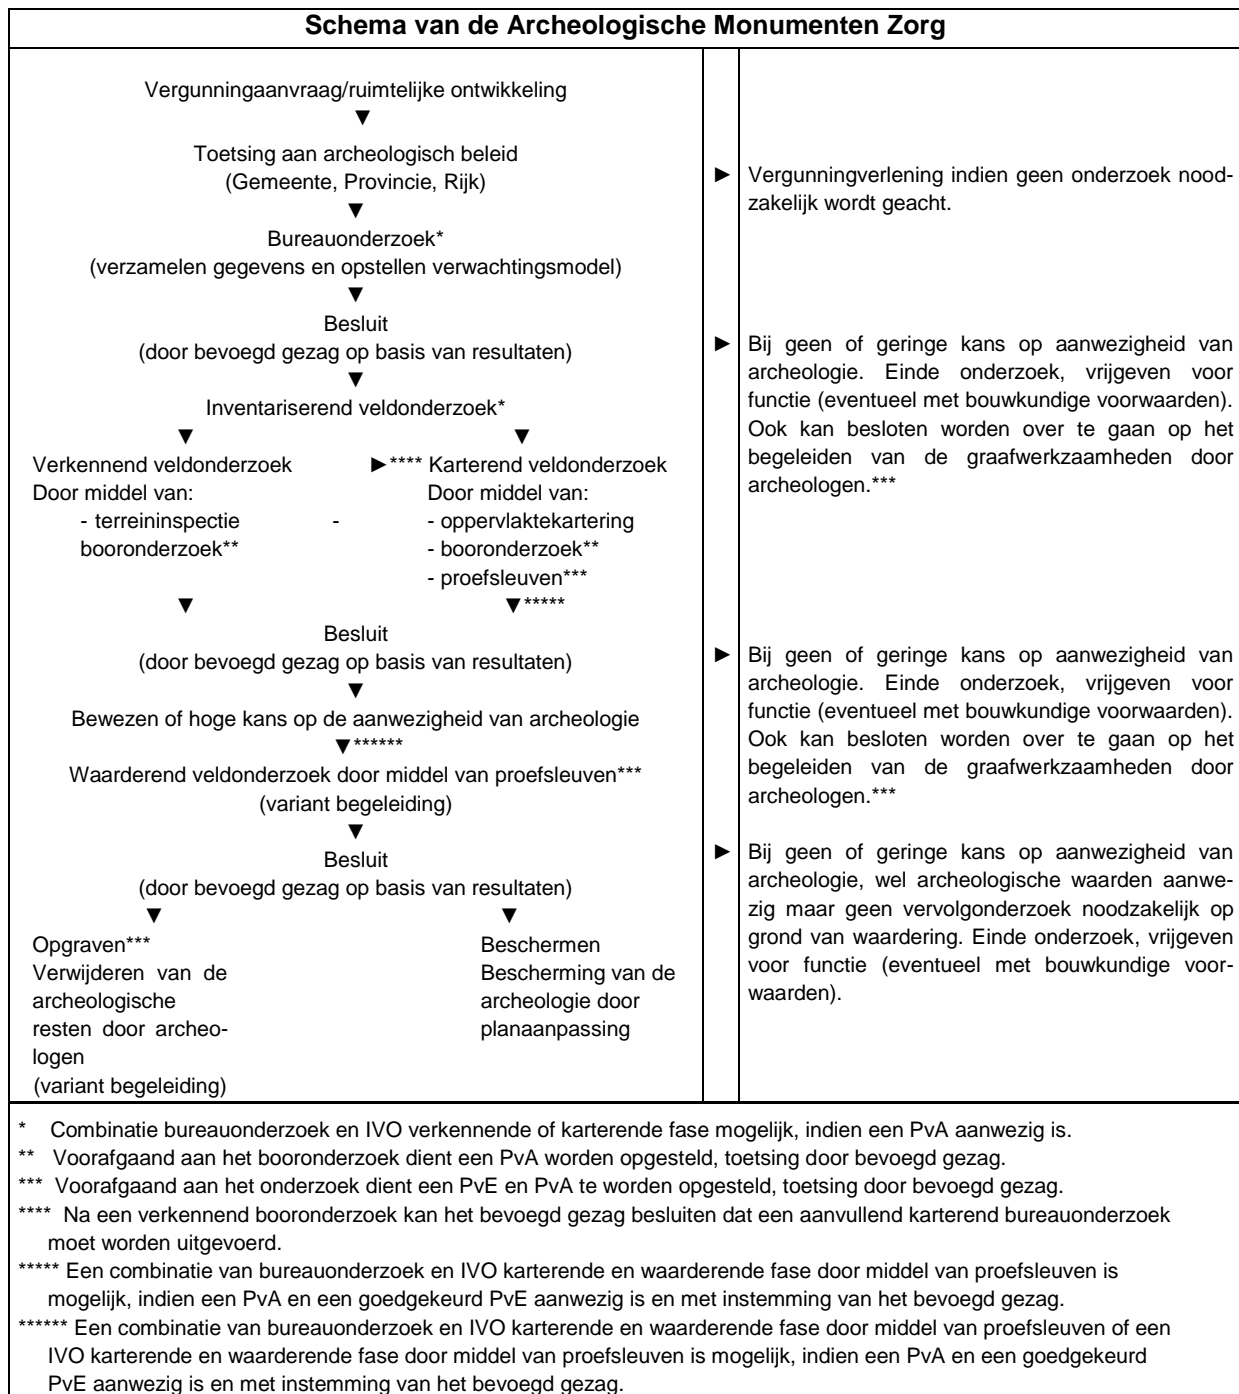 Schema van de Archeologische Monumenten Zorg
Vergunningaanvraag/ruimtelijke ontwikkeling
▼
Toetsing aan archeologisch beleid
(Gemeente, Provincie, Rijk)
▼
Bureauonderzoek*
(verzamelen gegevens en opstellen verwachtingsmodel)
▼
Besluit
(door bevoegd gezag op basis van resultaten)
▼
Inventariserend veldonderzoek*
▼ ▼
Verkennend veldonderzoek ►**** Karterend veldonderzoek
Door middel van: Door middel van:
- terreininspectie - - oppervlaktekartering
booronderzoek** - booronderzoek**
- proefsleuven***
▼ ▼*****
Besluit
(door bevoegd gezag op basis van resultaten)
▼
Bewezen of hoge kans op de aanwezigheid van archeologie
▼******
Waarderend veldonderzoek door middel van proefsleuven***
(variant begeleiding)
▼
Besluit
(door bevoegd gezag op basis van resultaten)
▼ ▼
Opgraven*** Beschermen
Verwijderen van de Bescherming van de
archeologische archeologie door
resten door archeo- planaanpassing
logen
(variant begeleiding)
► Vergunningverlening indien geen onderzoek nood-
zakelijk wordt geacht.
► Bij geen of geringe kans op aanwezigheid van
archeologie. Einde onderzoek, vrijgeven voor
functie (eventueel met bouwkundige voorwaarden).
Ook kan besloten worden over te gaan op het
begeleiden van de graafwerkzaamheden door
archeologen.***
► Bij geen of geringe kans op aanwezigheid van
archeologie. Einde onderzoek, vrijgeven voor
functie (eventueel met bouwkundige voorwaarden).
Ook kan besloten worden over te gaan op het
begeleiden van de graafwerkzaamheden door
archeologen.***
► Bij geen of geringe kans op aanwezigheid van
archeologie, wel archeologische waarden aanwe-
zig maar geen vervolgonderzoek noodzakelijk op
grond van waardering. Einde onderzoek, vrijgeven
voor functie (eventueel met bouwkundige voor-
waarden).
* Combinatie bureauonderzoek en IVO verkennende of karterende fase mogelijk, indien een PvA aanwezig is.
** Voorafgaand aan het booronderzoek dient een PvA worden opgesteld, toetsing door bevoegd gezag.
*** Voorafgaand aan het onderzoek dient een PvE en PvA te worden opgesteld, toetsing door bevoegd gezag.
**** Na een verkennend booronderzoek kan het bevoegd gezag besluiten dat een aanvullend karterend bureauonderzoek
moet worden uitgevoerd.
***** Een combinatie van bureauonderzoek en IVO karterende en waarderende fase door middel van proefsleuven is
mogelijk, indien een PvA en een goedgekeurd PvE aanwezig is en met instemming van het bevoegd gezag.
****** Een combinatie van bureauonderzoek en IVO karterende en waarderende fase door middel van proefsleuven of een
IVO karterende en waarderende fase door middel van proefsleuven is mogelijk, indien een PvA en een goedgekeurd
PvE aanwezig is en met instemming van het bevoegd gezag.